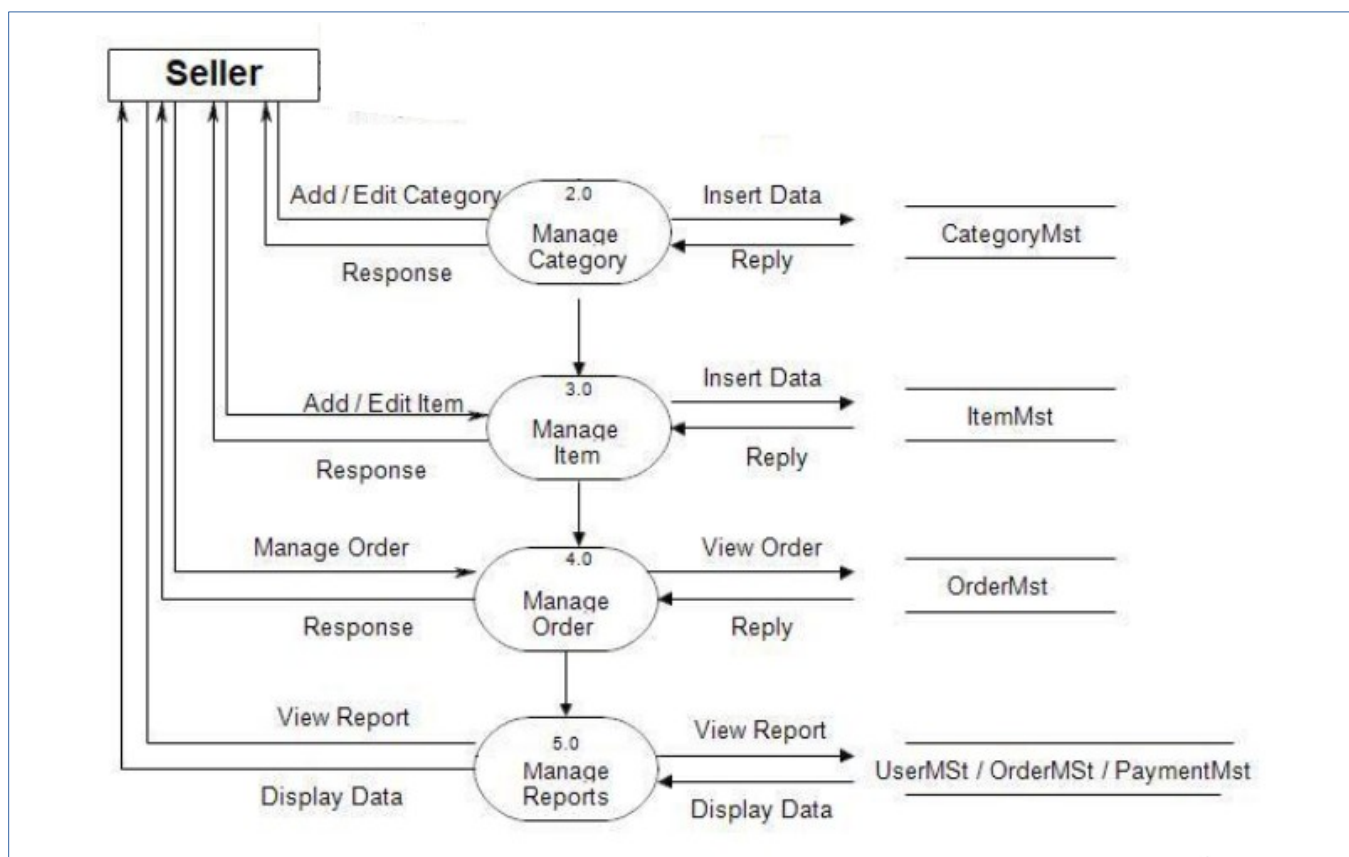 Seller
Add / Edit Category
2.0
Manage
Category
Insert Data
CategoryMst
Response
Reply
Add / Edit Item
3.0
Manage
Item
Insert Data
ItemMst
Response
Reply
Manage Order
4.0
Manage
Order
View Order
OrderMst
Response
Reply
View Report
5.0
Manage
Reports
View Report
UserMSt / OrderMSt / PaymentMst
Display Data
Display Data